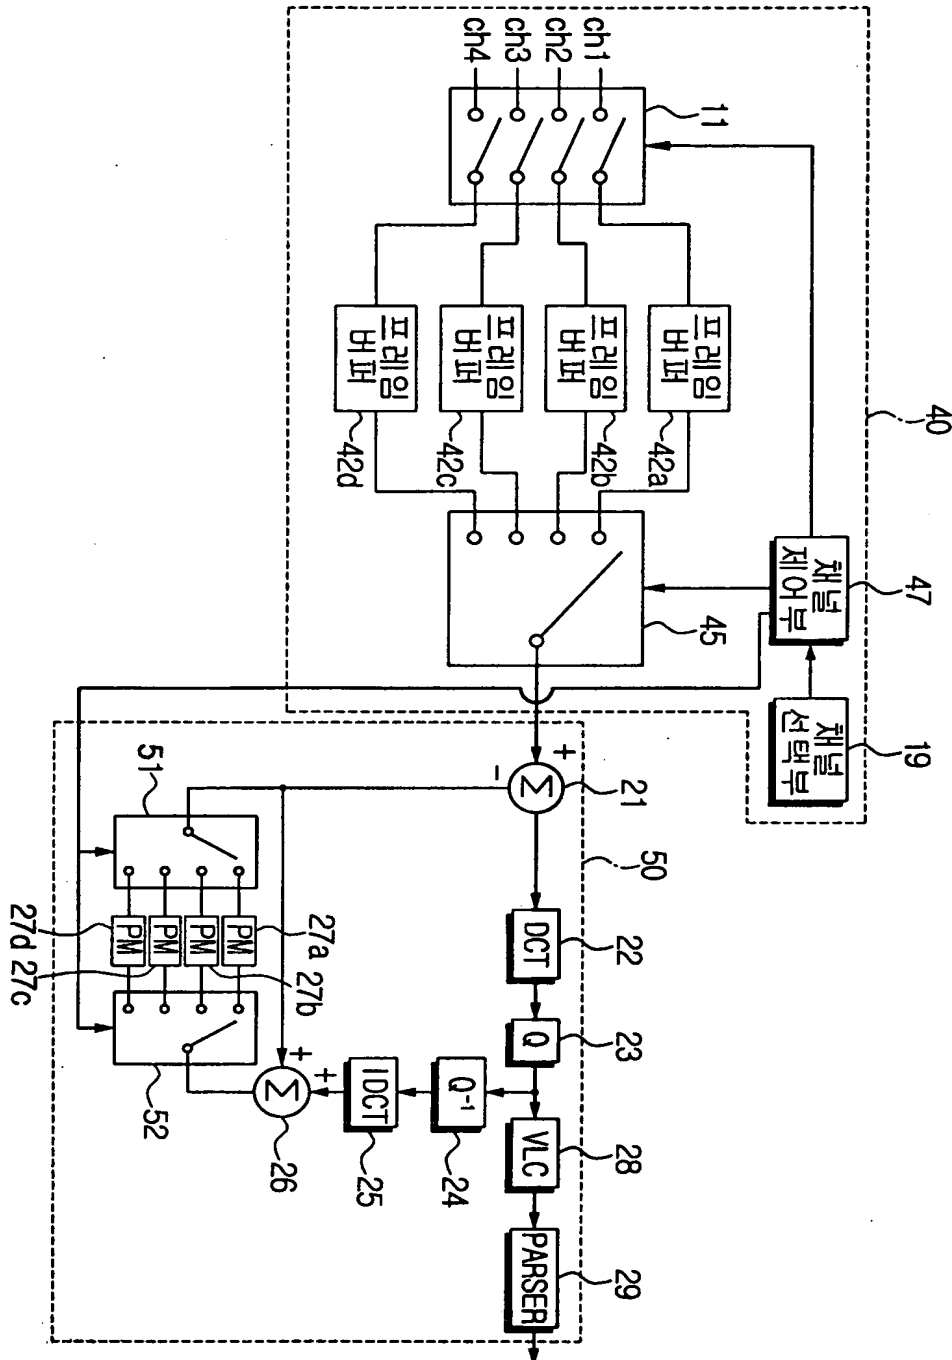 ch1
ch2
ch3
ch4
11
프레임
버퍼
42a
프레임
버퍼
42b
프레임
버퍼
42c
프레임
버퍼
42d
40
채널
제어부
47
채널
선택부
19
45
+
-
Σ
21
50
DCT
22
Q
23
VLC
28
PARSER
29
Q-1
24
IDCT
25
+
+
Σ
26
51
PM
27a
PM
27b
PM
27c
PM
27d
52